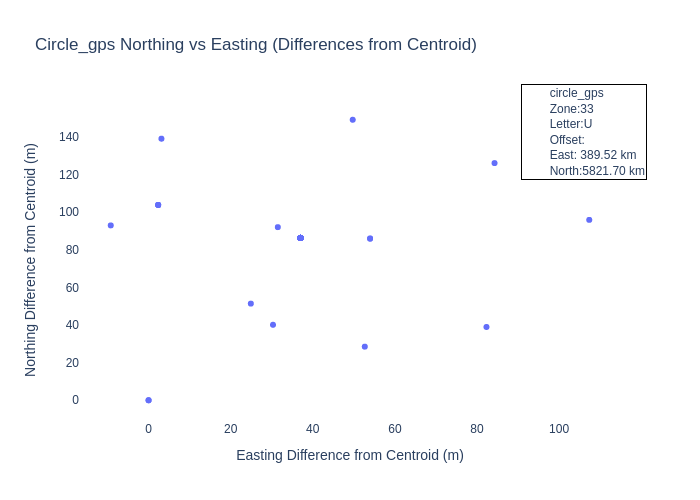 Circle_gps Northing vs Easting (Differences from Centroid)
circle_gps
Zone:33
Letter:U
Offset:
East: 389.52 km
North:5821.70 km
Northing Difference from Centroid (m)
140
120
100
80
60
40
20
0
0 20 40 60 80 100
Easting Difference from Centroid (m)